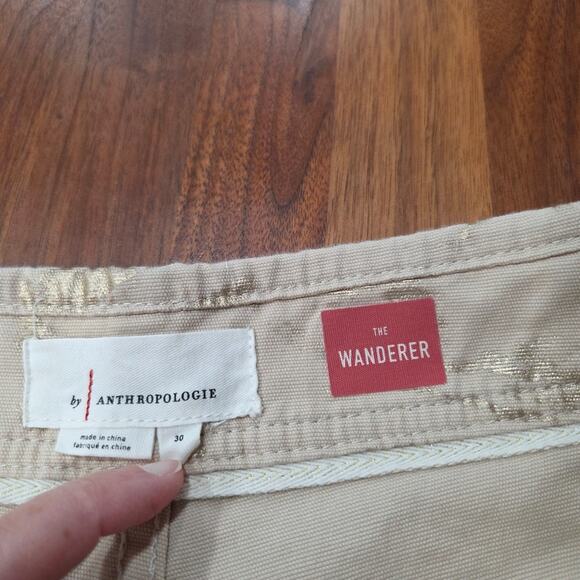 by ANTHROPOLOGIE
made in china
fabriqué en chine
30
THE
WANDERER